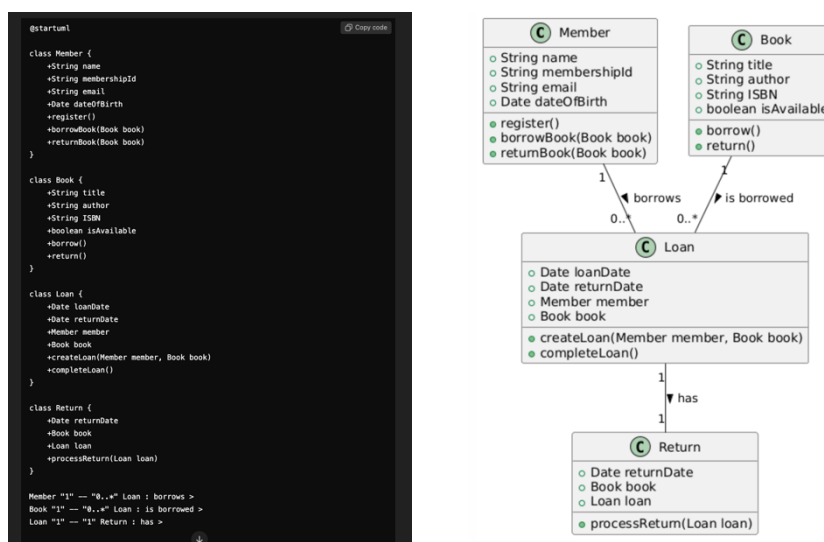 @startuml
Copy code
class Member {
+String name
+String membershipId
+String email
+Date dateOfBirth
+register()
+borrowBook(Book book)
+returnBook(Book book)
}
class Book {
+String title
+String author
+String ISBN
+boolean isAvailable
+borrow()
+return()
}
class Loan {
+Date loanDate
+Date returnDate
+Member member
+Book book
+createLoan(Member member, Book book)
+completeLoan()
}
class Return {
+Date returnDate
+Book book
+Loan loan
+processReturn(Loan loan)
}
Member "1" -- "0..*" Loan : borrows >
Book "1" -- "0..*" Loan : is borrowed >
Loan "1" -- "1" Return : has >
C Member
String name
String membershipId
String email
Date dateOfBirth
register()
borrowBook(Book book)
returnBook(Book book)
C Book
String title
String author
String ISBN
boolean isAvailable
borrow()
return()
1
1
borrows
is borrowed
0..*
0..*
C Loan
Date loanDate
Date returnDate
Member member
Book book
createLoan(Member member, Book book)
completeLoan()
1
has
1
C Return
Date returnDate
Book book
Loan loan
processReturn(Loan loan)